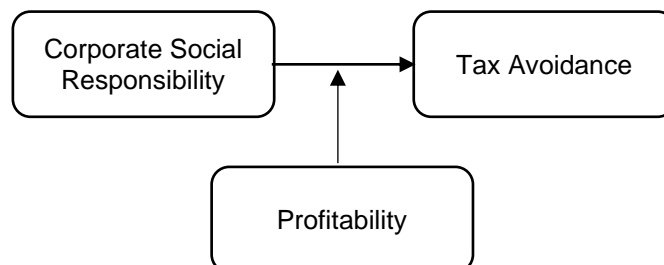 Corporate Social
Responsibility
Tax Avoidance
Profitability